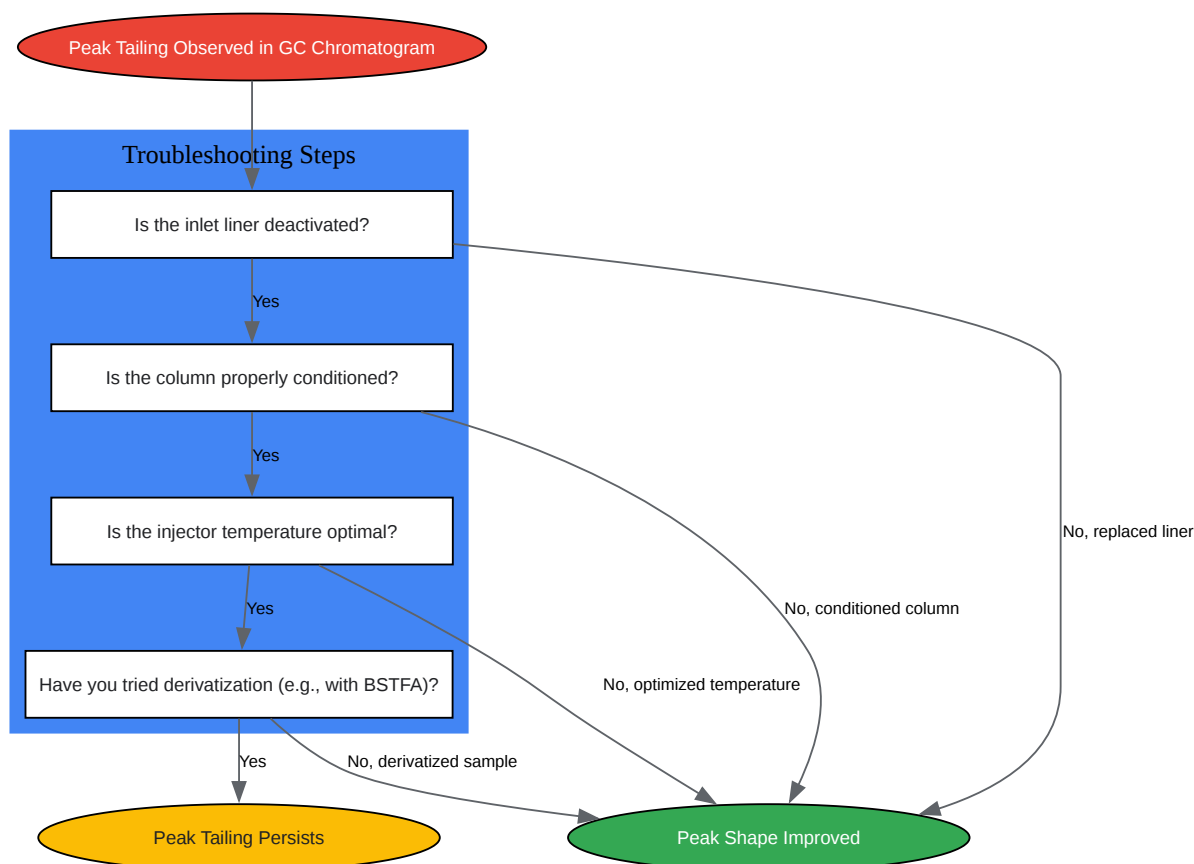 Peak Tailing Observed in GC Chromatogram
Troubleshooting Steps
Is the inlet liner deactivated?
Yes
Is the column properly conditioned?
Yes
Is the injector temperature optimal?
No, replaced liner
Yes
No, conditioned column
Have you tried derivatization (e.g., with BSTFA)?
No, optimized temperature
Yes
No, derivatized sample
Peak Tailing Persists
Peak Shape Improved